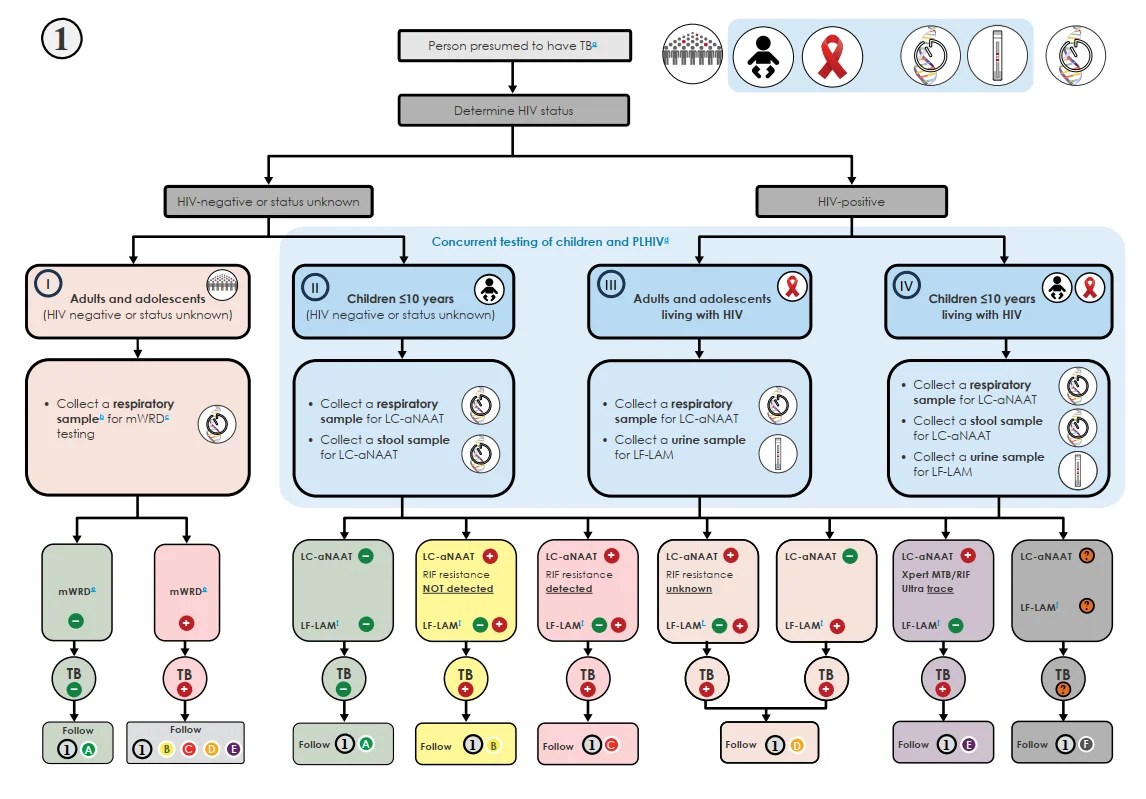 1
Person presumed to have TBa
Determine HIV status
HIV-negative or status unknown
HIV-positive
Concurrent testing of children and PLHIVd
I
Adults and adolescents
(HIV negative or status unknown)
II
Children ≤10 years
(HIV negative or status unknown)
III
Adults and adolescents
living with HIV
IV
Children ≤10 years
living with HIV
• Collect a respiratory
sampleb for mWRDc
testing
• Collect a respiratory
sample for LC-aNAAT
• Collect a stool sample
for LC-aNAAT
• Collect a respiratory
sample for LC-aNAAT
• Collect a urine sample
for LF-LAM
• Collect a respiratory
sample for LC-aNAAT
• Collect a stool sample
for LC-aNAAT
• Collect a urine sample
for LF-LAM
mWRDe
−
TB
−
Follow
1 A
mWRDe
+
TB
+
Follow
1 B C D E
LC-aNAAT −
LF-LAMf −
TB
−
Follow 1 A
LC-aNAAT +
RIF resistance
NOT detected
LF-LAMf − +
TB
+
Follow 1 B
LC-aNAAT +
RIF resistance
detected
LF-LAMf − +
TB
+
Follow 1 C
LC-aNAAT +
RIF resistance
unknown
LF-LAMf − +
TB
+
LC-aNAAT −
LF-LAMf +
TB
+
Follow 1 D
LC-aNAAT +
Xpert MTB/RIF
Ultra trace
LF-LAMf −
TB
+
Follow 1 E
LC-aNAAT ?
LF-LAMf ?
TB
?
Follow 1 F